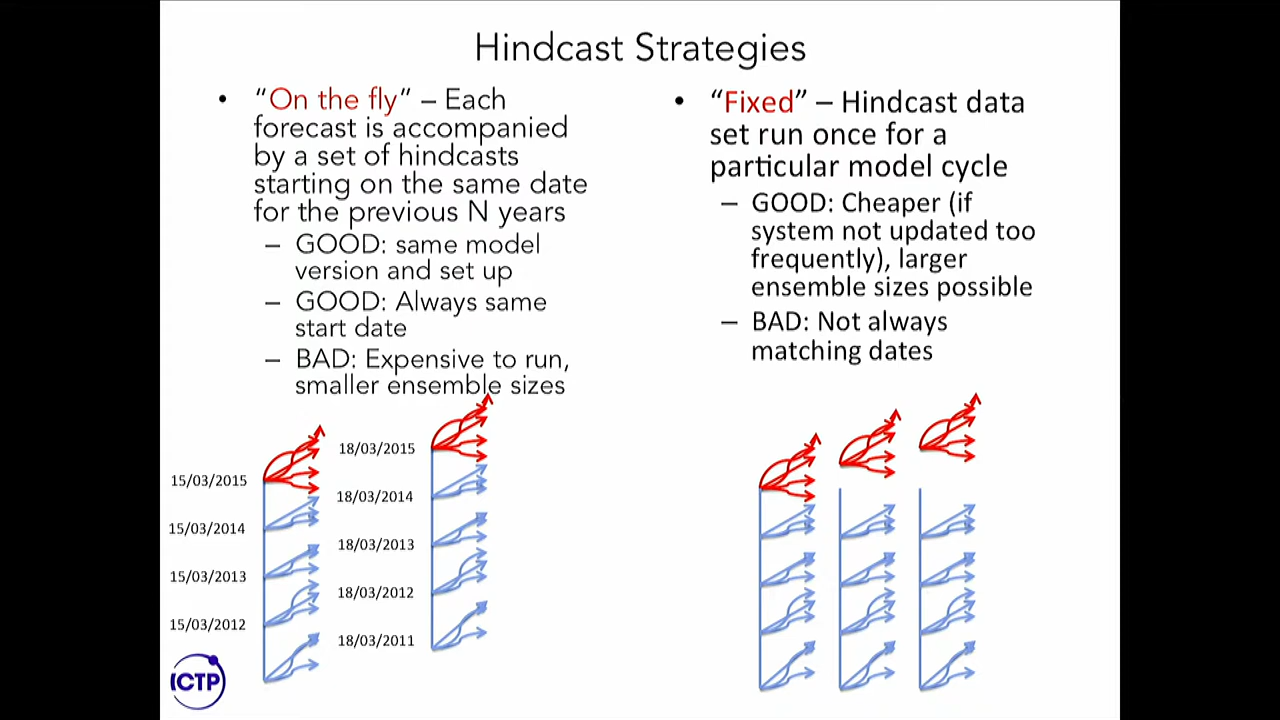 Hindcast Strategies
• “On the fly” – Each
forecast is accompanied
by a set of hindcasts
starting on the same date
for the previous N years
– GOOD: same model
version and set up
– GOOD: Always same
start date
– BAD: Expensive to run,
smaller ensemble sizes
• “Fixed” – Hindcast data
set run once for a
particular model cycle
– GOOD: Cheaper (if
system not updated too
frequently), larger
ensemble sizes possible
– BAD: Not always
matching dates
15/03/2015
15/03/2014
15/03/2013
15/03/2012
18/03/2015
18/03/2014
18/03/2013
18/03/2012
18/03/2011
ICTP